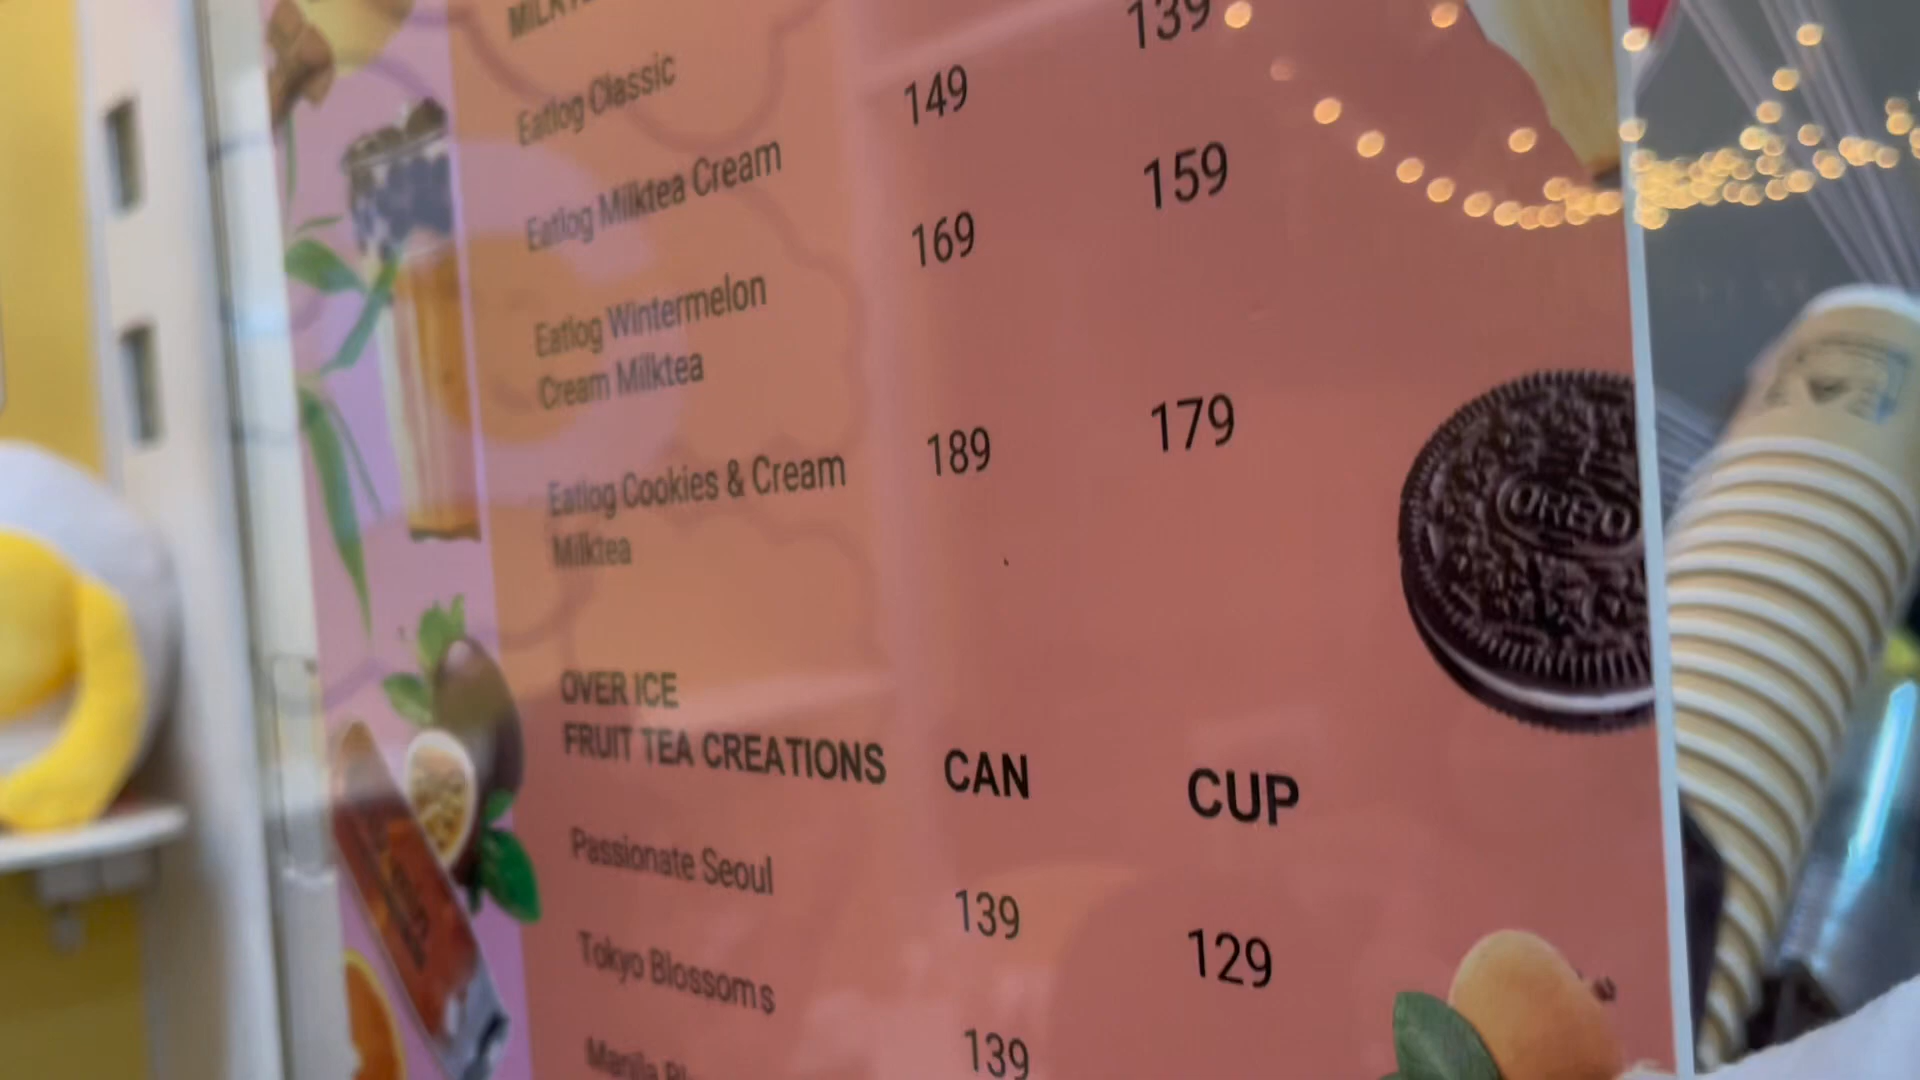 139
Eatlog Classic 149
Eatlog Milktea Cream 169 159
Eatlog Wintermelon
Cream Milktea 189 179
Eatlog Cookies & Cream
Milktea
OREO
OVER ICE
FRUIT TEA CREATIONS CAN CUP
Passionate Seoul 139 129
Tokyo Blossoms 139
Manila